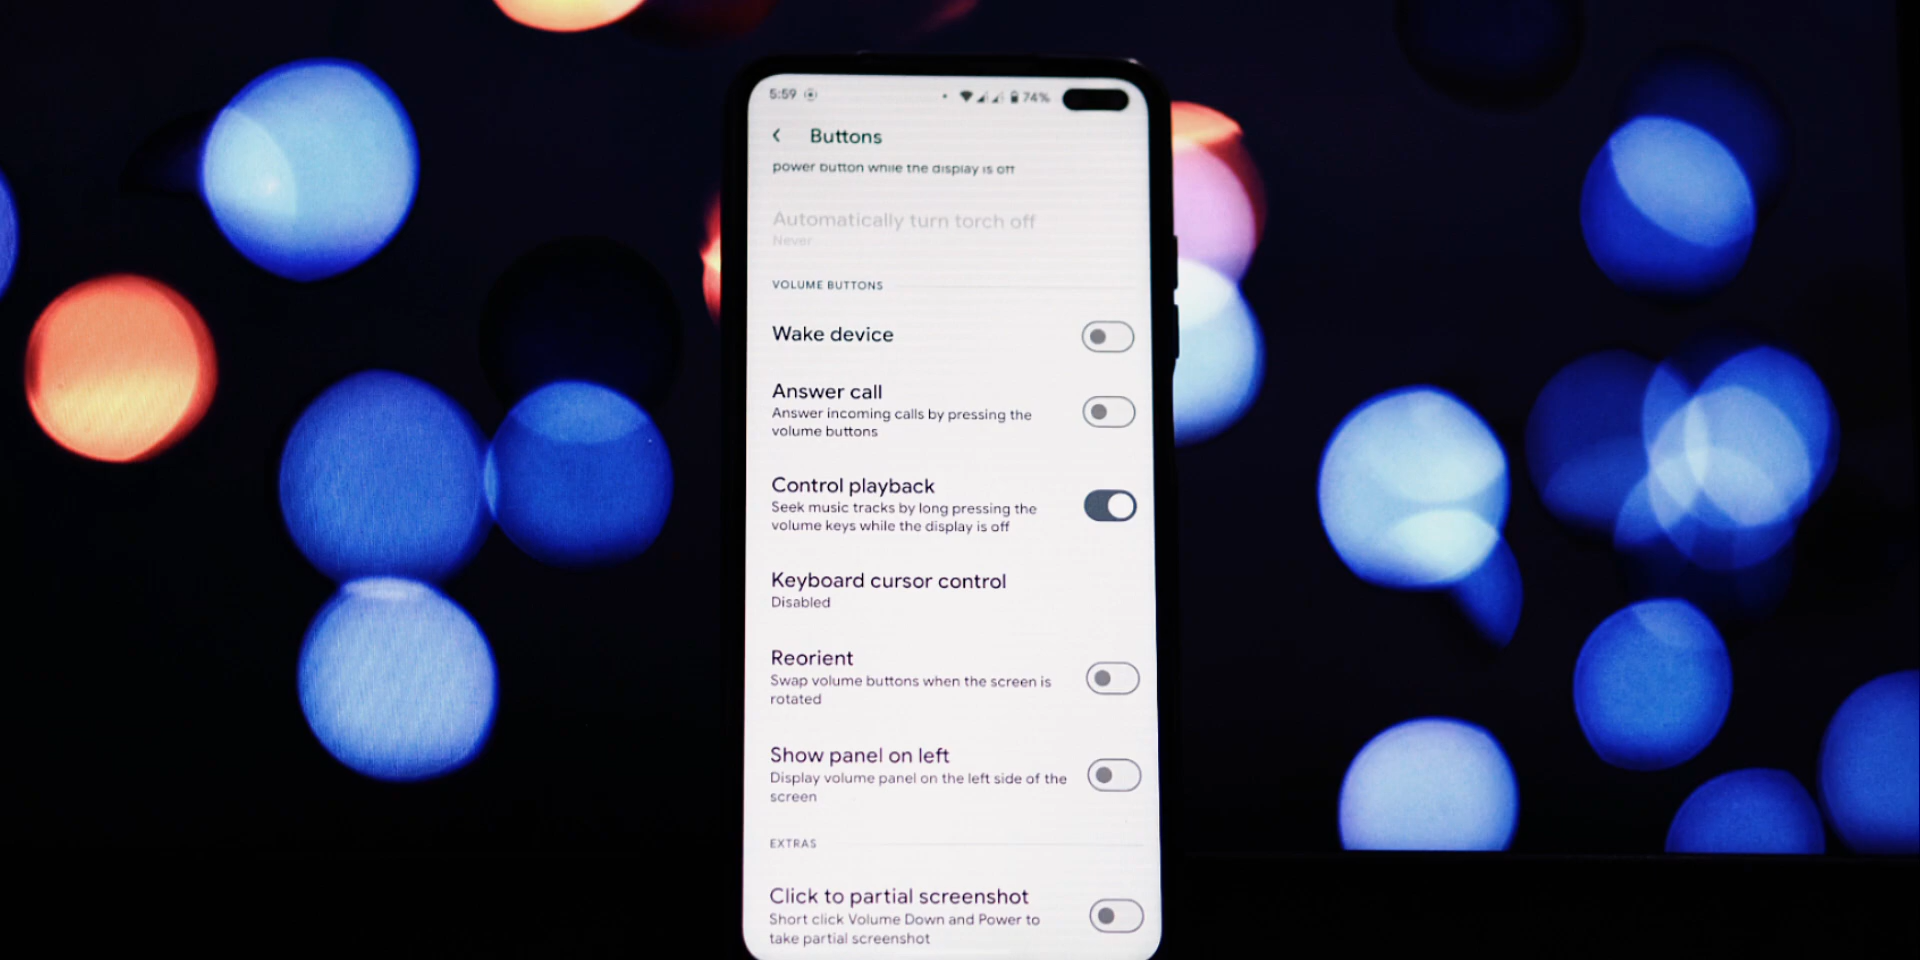 5:59
74%
Buttons
power button while the display is off
Automatically turn torch off
Never
VOLUME BUTTONS
Wake device
Answer call
Answer incoming calls by pressing the
volume buttons
Control playback
Seek music tracks by long pressing the
volume keys while the display is off
Keyboard cursor control
Disabled
Reorient
Swap volume buttons when the screen is
rotated
Show panel on left
Display volume panel on the left side of the
screen
EXTRAS
Click to partial screenshot
Short click Volume Down and Power to
take partial screenshot